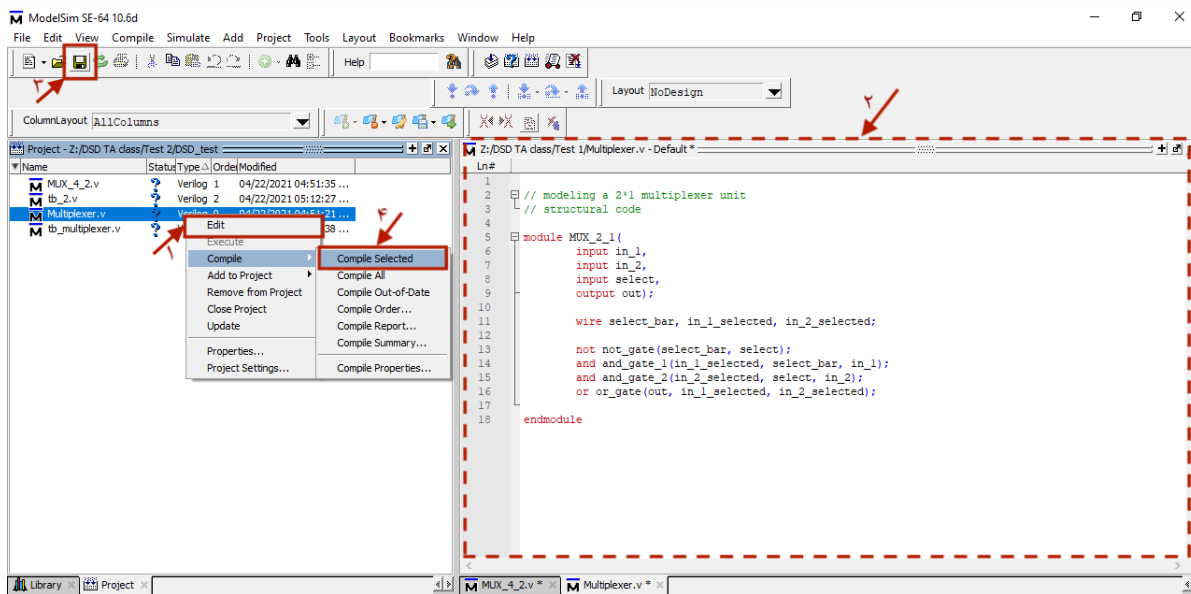 ModelSim SE-64 10.6d
File Edit View Compile Simulate Add Project Tools Layout Bookmarks Window Help
Help
۳
Layout NoDesign
۲
ColumnLayout AllColumns
Project - Z:/DSD TA class/Test 2/DSD_test
Name Status Type Order Modified
MUX_4_2.v ? Verilog 1 04/22/2021 04:51:35 ...
tb_2.v ? Verilog 2 04/22/2021 05:12:27 ...
Multiplexer.v ? Verilog 0 04/22/2021 04:51:21 ...
tb_multiplexer.v ? 38 ...
۱
Edit
Execute
Compile
Add to Project
Remove from Project
Close Project
Update
Properties...
Project Settings...
۴
Compile Selected
Compile All
Compile Out-of-Date
Compile Order...
Compile Report...
Compile Summary...
Compile Properties...
Z:/DSD TA class/Test 1/Multiplexer.v - Default *
Ln#
1
2 // modeling a 2*1 multiplexer unit
3 // structural code
4
5 module MUX_2_1(
6 input in_1,
7 input in_2,
8 input select,
9 output out);
10
11 wire select_bar, in_1_selected, in_2_selected;
12
13 not not_gate(select_bar, select);
14 and and_gate_1(in_1_selected, select_bar, in_1);
15 and and_gate_2(in_2_selected, select, in_2);
16 or or_gate(out, in_1_selected, in_2_selected);
17
18 endmodule
Library Project
MUX_4_2.v * Multiplexer.v *